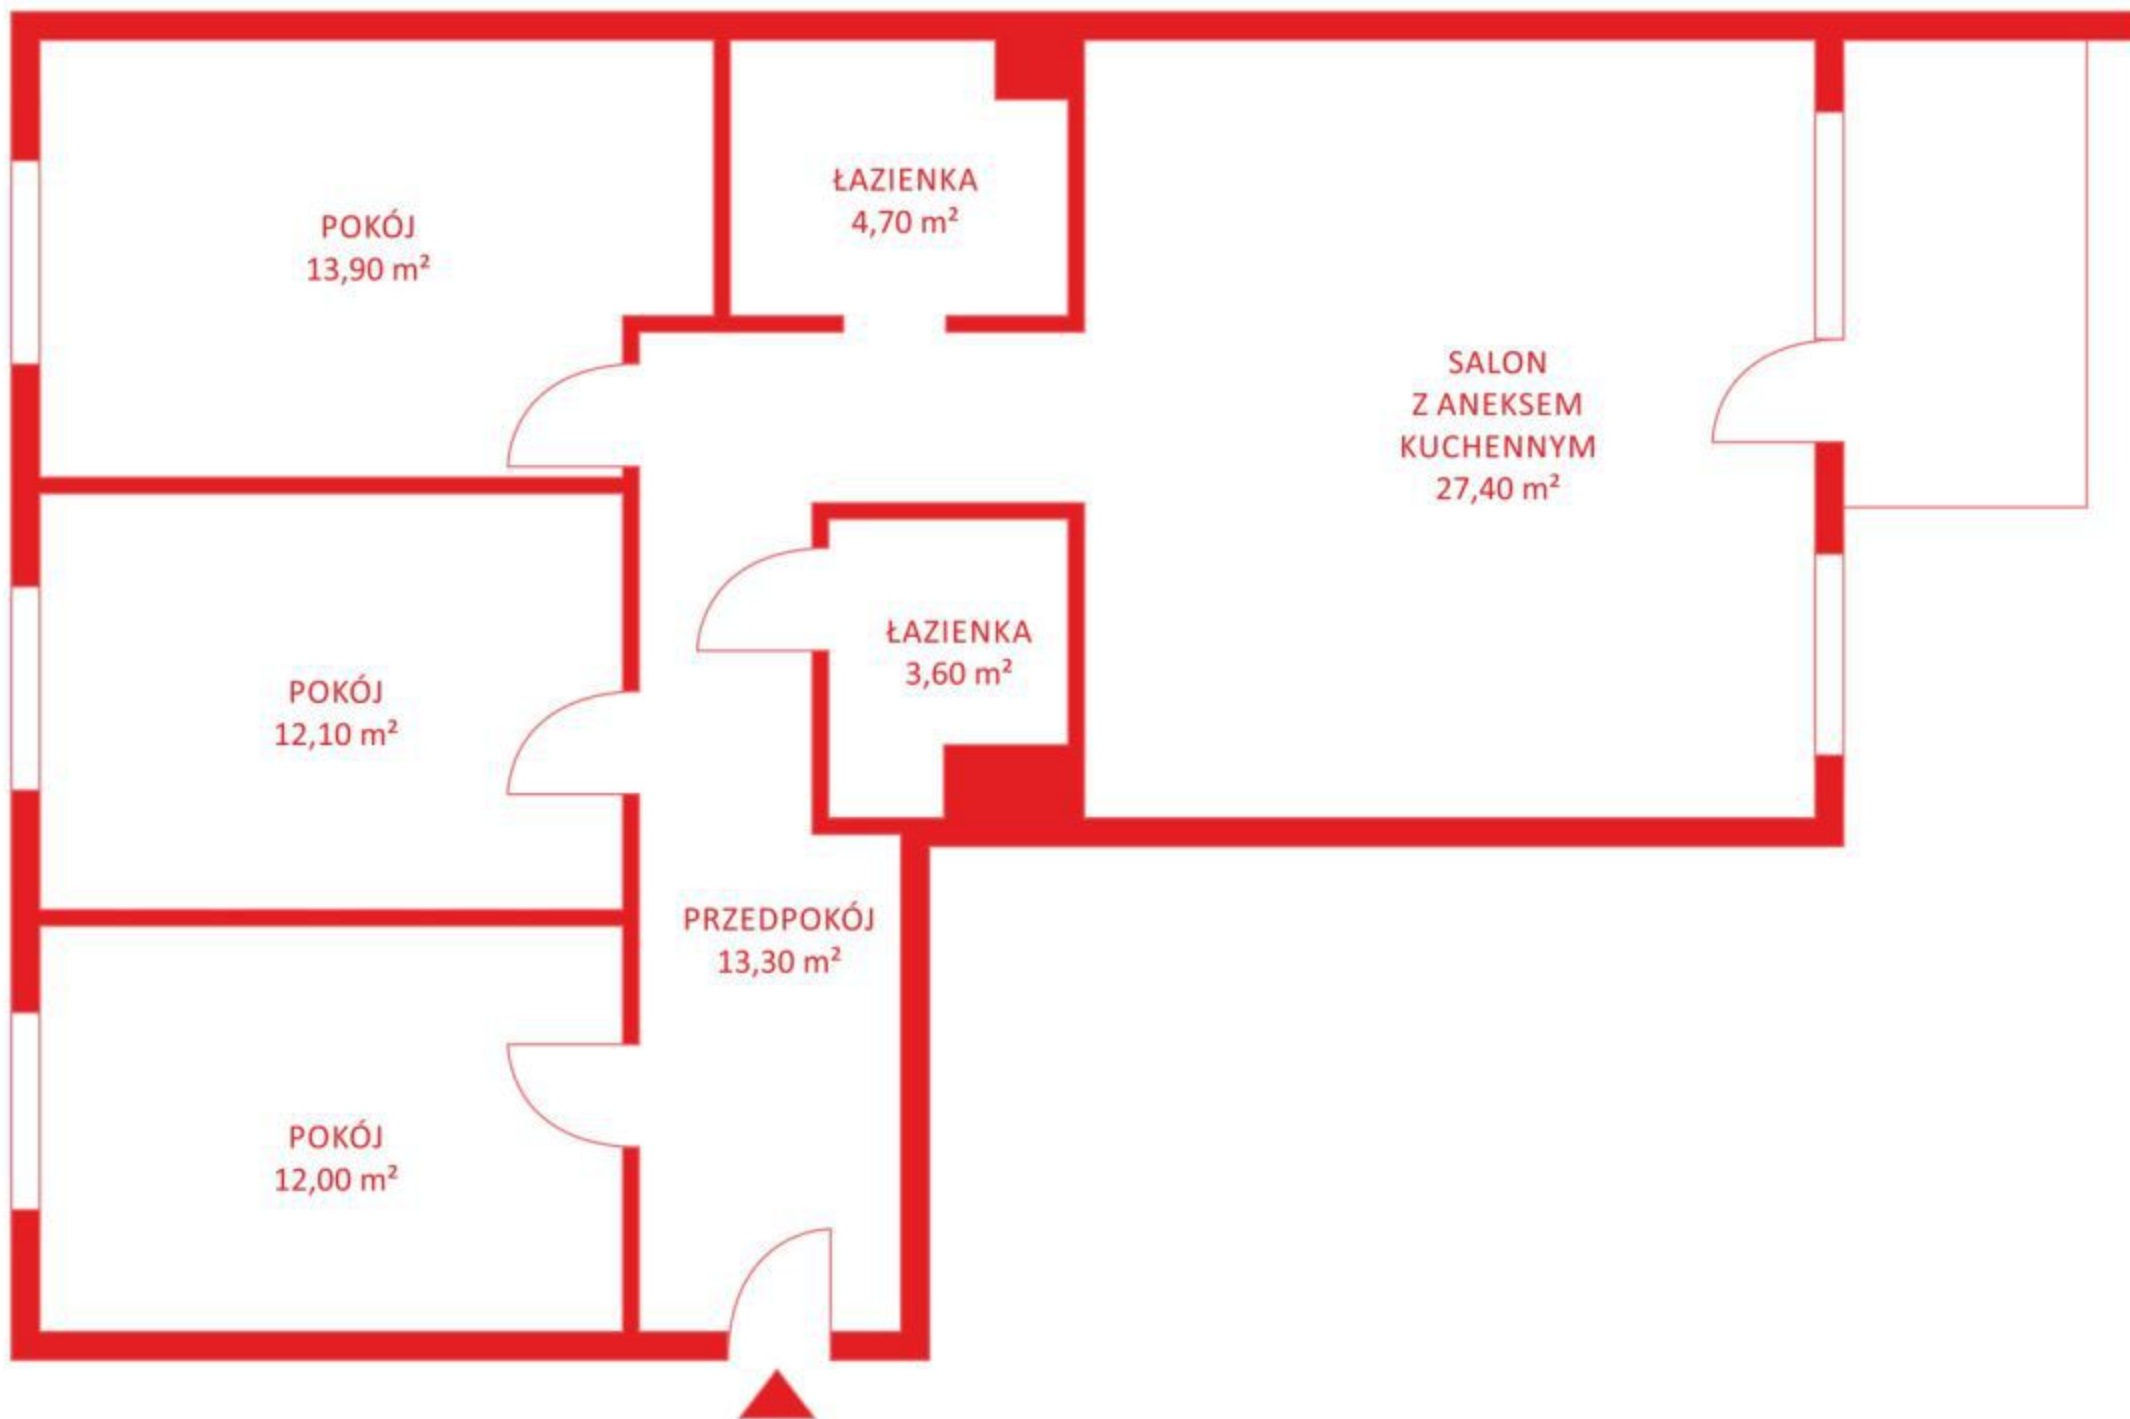 POKÓJ
13,90 m²
ŁAZIENKA
4,70 m²
SALON
Z ANEKSEM
KUCHENNYM
27,40 m²
POKÓJ
12,10 m²
ŁAZIENKA
3,60 m²
PRZEDPOKÓJ
13,30 m²
POKÓJ
12,00 m²